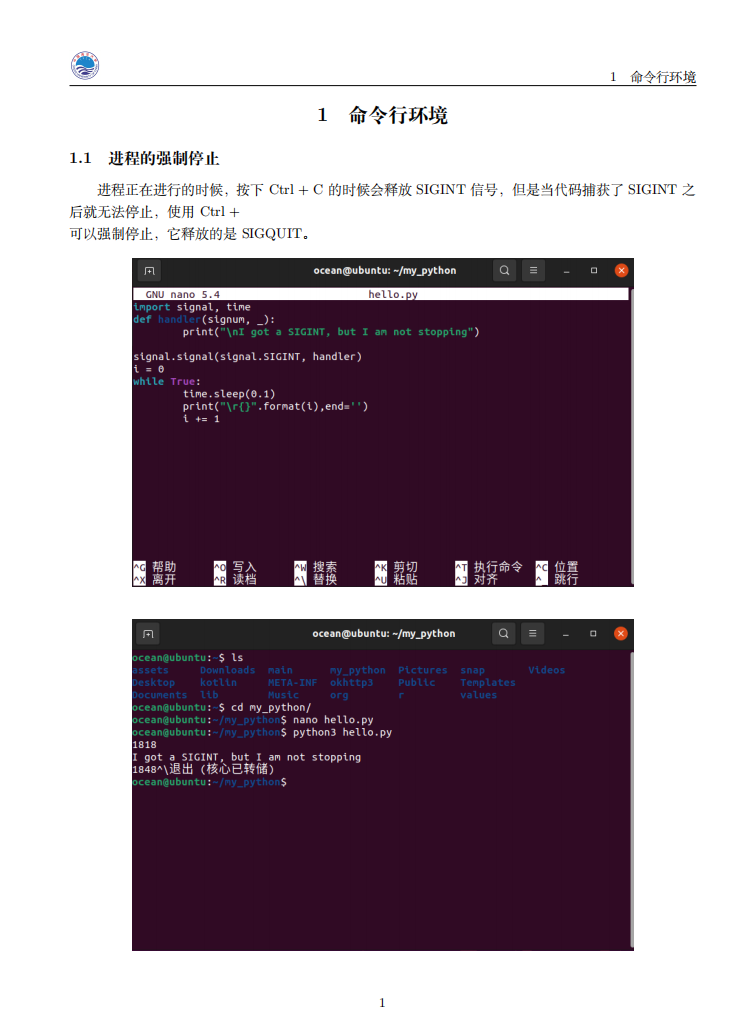 1 命令行环境
1 命令行环境
1.1 进程的强制停止
进程正在进行的时候，按下 Ctrl + C 的时候会释放 SIGINT 信号，但是当代码捕获了 SIGINT 之
后就无法停止，使用 Ctrl +
可以强制停止，它释放的是 SIGQUIT。
ocean@ubuntu: ~/my_python
GNU nano 5.4 hello.py
import signal, time
def handler(signum, _):
print("\nI got a SIGINT, but I am not stopping")
signal.signal(signal.SIGINT, handler)
i = 0
while True:
time.sleep(0.1)
print("\r{}".format(i),end='')
i += 1
^G 帮助 ^O 写入 ^W 搜索 ^K 剪切 ^T 执行命令 ^C 位置
^X 离开 ^R 读档 ^\ 替换 ^U 粘贴 ^J 对齐 ^_ 跳行
ocean@ubuntu: ~/my_python
ocean@ubuntu:~$ ls
assets Downloads main my_python Pictures snap Videos
Desktop kotlin META-INF okhttp3 Public Templates
Documents lib Music org r values
ocean@ubuntu:~$ cd my_python/
ocean@ubuntu:~/my_python$ nano hello.py
ocean@ubuntu:~/my_python$ python3 hello.py
1818
I got a SIGINT, but I am not stopping
1848^\退出 (核心已转储)
ocean@ubuntu:~/my_python$
1